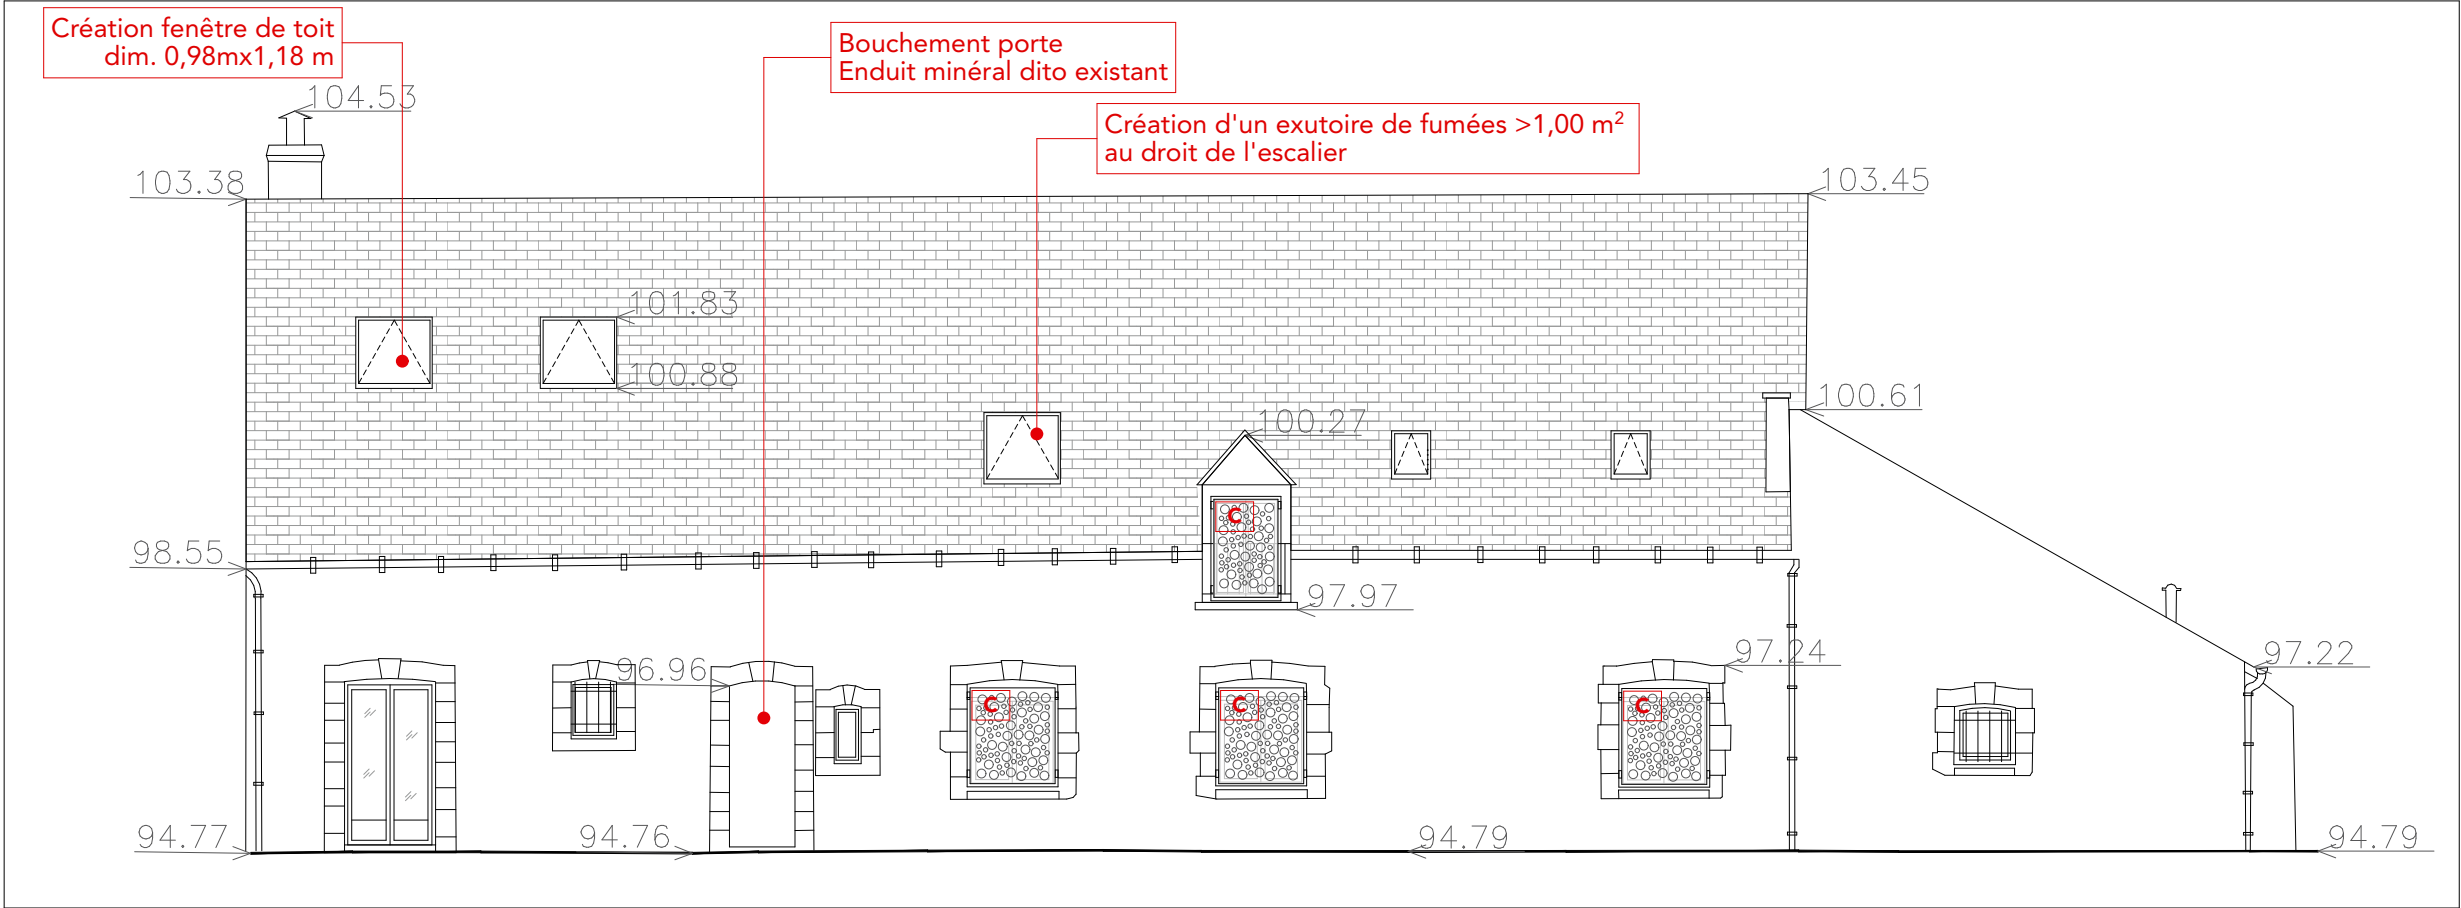 Création fenêtre de toit
dim. 0,98mx1,18 m
Bouchement porte
Enduit minéral dito existant
Création d'un exutoire de fumées >1,00 m²
au droit de l'escalier
104.53
103.38
103.45
101.83
100.88
100.61
100.27
C
98.55
97.97
96.96
97.24
97.22
C
C
C
94.77
94.76
94.79
94.79